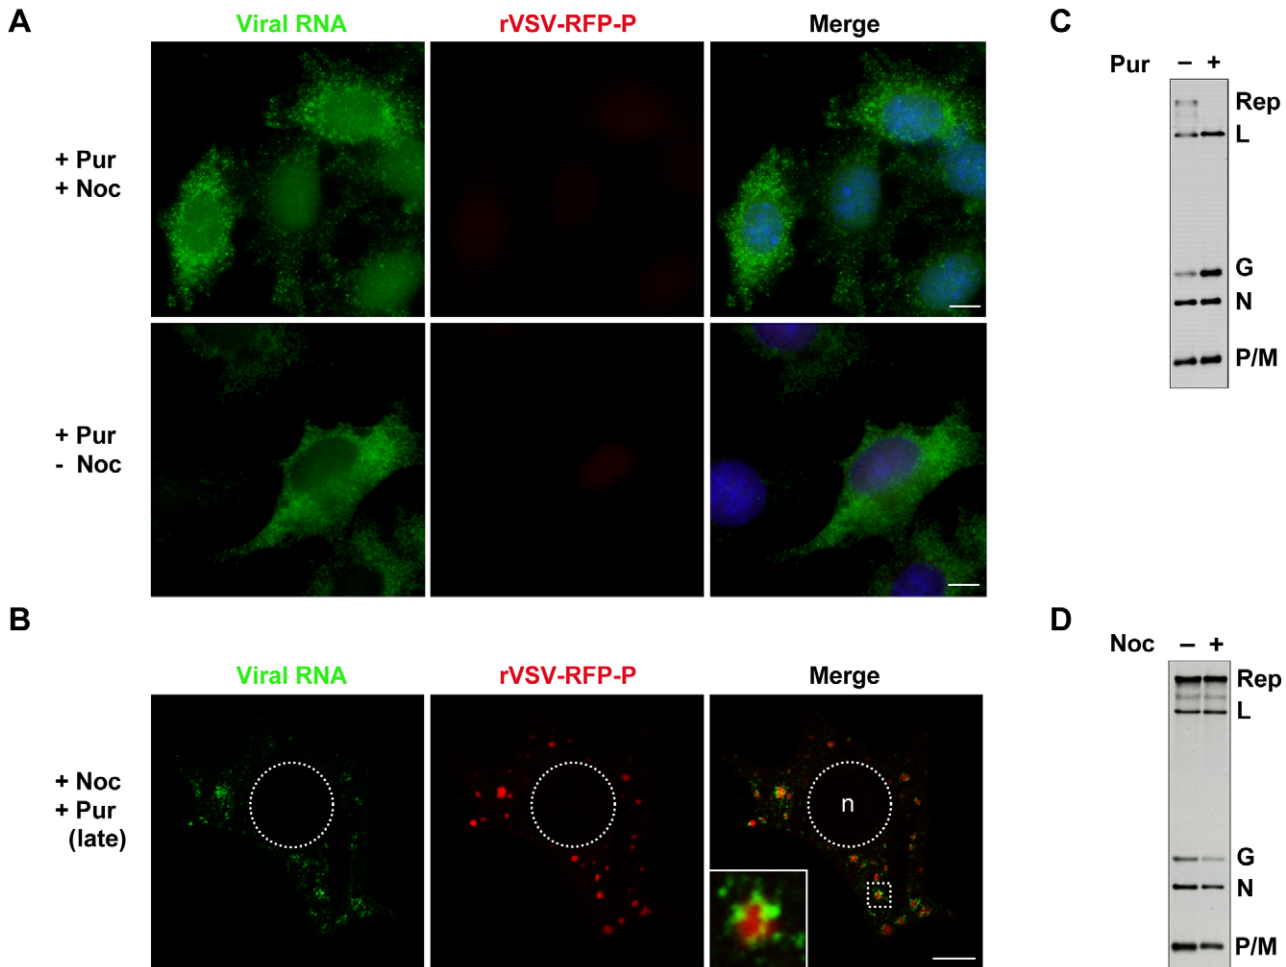 A
Viral RNA rVSV-RFP-P Merge
+ Pur
+ Noc
+ Pur
- Noc
B
Viral RNA rVSV-RFP-P Merge
+ Noc
+ Pur
(late)
n
C
Pur – +
Rep
L
G
N
P/M
D
Noc – +
Rep
L
G
N
P/M